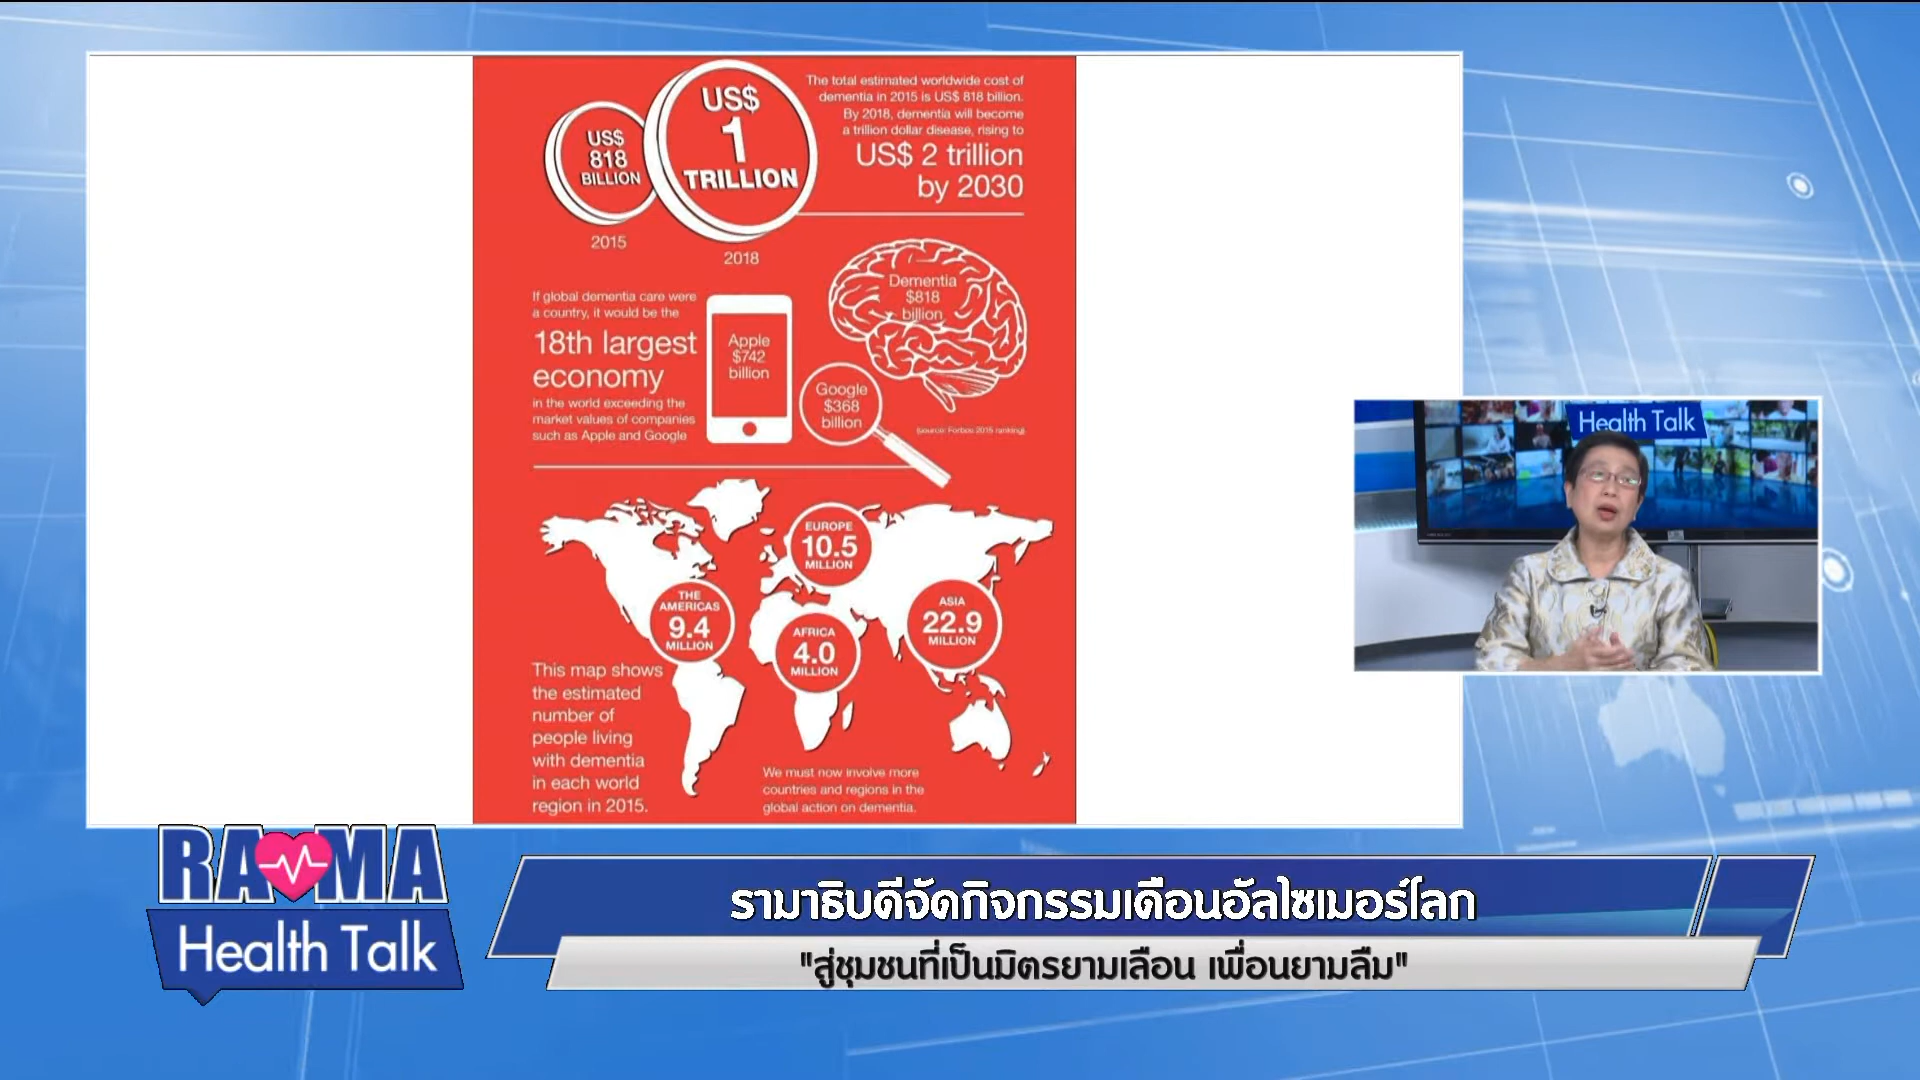 US$
818
BILLION
2015
US$
1
TRILLION
2018
The total estimated worldwide cost of
dementia in 2015 is US$ 818 billion.
By 2018, dementia will become
a trillion dollar disease, rising to
US$ 2 trillion
by 2030
If global dementia care were
a country, it would be the
18th largest
economy
in the world exceeding the
market values of companies
such as Apple and Google
Apple
$742
billion
Google
$368
billion
Dementia
$818
billion
(source: Forbes 2015 ranking).
EUROPE
10.5
MILLION
THE
AMERICAS
9.4
MILLION
AFRICA
4.0
MILLION
ASIA
22.9
MILLION
This map shows
the estimated
number of
people living
with dementia
in each world
region in 2015.
We must now involve more
countries and regions in the
global action on dementia.
Health Talk
RAMA
Health Talk
รามาธิบดีจัดกิจกรรมเดือนอัลไซเมอร์โลก
"สู่ชุมชนที่เป็นมิตรยามเลือน เพื่อนยามลืม"